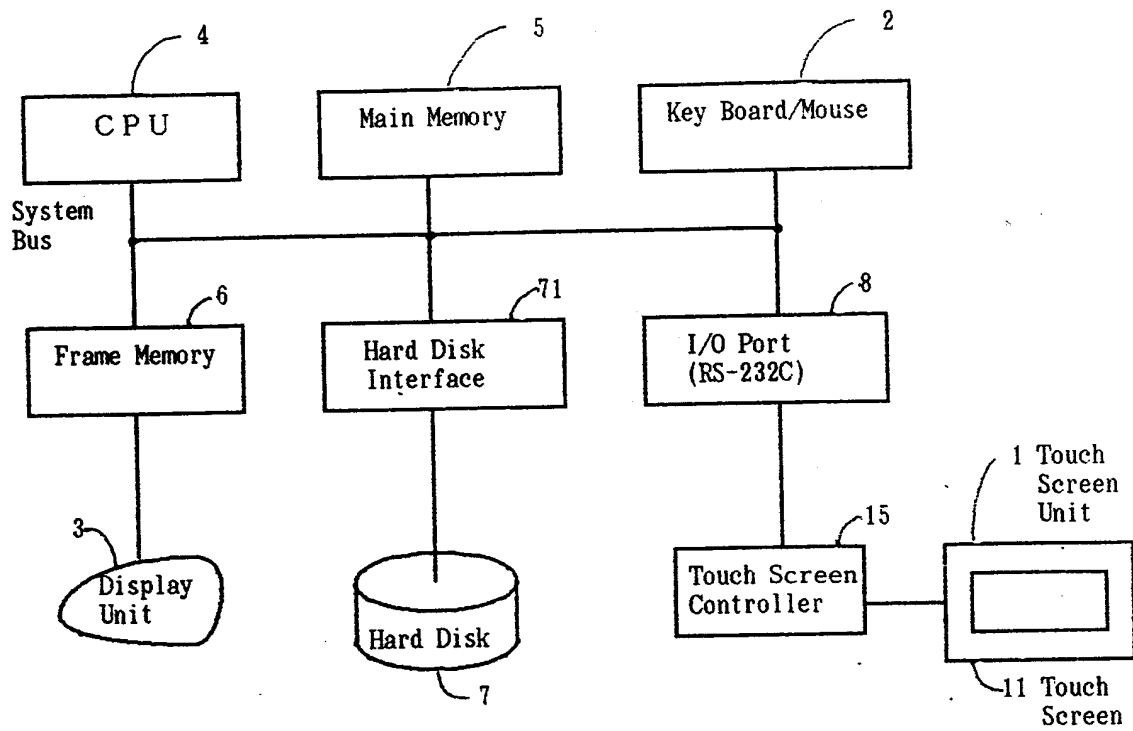 4
5
2
CPU
Main Memory
Key Board/Mouse
System
Bus
6
71
8
Frame Memory
Hard Disk
Interface
I/O Port
(RS-232C)
1 Touch
Screen
Unit
3
15
Display
Unit
Hard Disk
Touch Screen
Controller
7
11 Touch
Screen